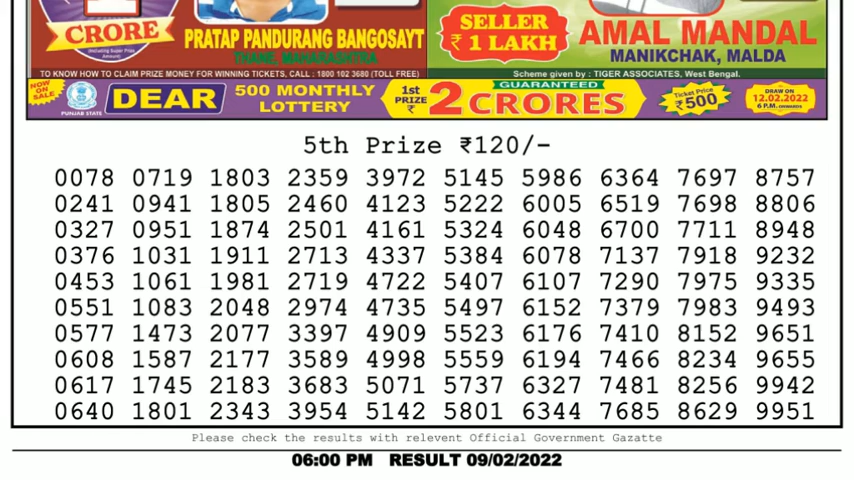 CRORE
(Including Super Prize Amount)
PRATAP PANDURANG BANGOSAYT
THANE, MAHARASHTRA
TO KNOW HOW TO CLAIM PRIZE MONEY FOR WINNING TICKETS, CALL : 1800 102 3680 (TOLL FREE)
SELLER
₹ 1 LAKH
AMAL MANDAL
MANIKCHAK, MALDA
Scheme given by : TIGER ASSOCIATES, West Bengal.
NOW ON SALE
PUNJAB STATE
DEAR
500 MONTHLY
LOTTERY
1st PRIZE ₹
2 CRORES
GUARANTEED
Ticket Price ₹500
DRAW ON
12.02.2022
6 P.M. ONWARDS
5th Prize ₹120/-
0078 0719 1803 2359 3972 5145 5986 6364 7697 8757
0241 0941 1805 2460 4123 5222 6005 6519 7698 8806
0327 0951 1874 2501 4161 5324 6048 6700 7711 8948
0376 1031 1911 2713 4337 5384 6078 7137 7918 9232
0453 1061 1981 2719 4722 5407 6107 7290 7975 9335
0551 1083 2048 2974 4735 5497 6152 7379 7983 9493
0577 1473 2077 3397 4909 5523 6176 7410 8152 9651
0608 1587 2177 3589 4998 5559 6194 7466 8234 9655
0617 1745 2183 3683 5071 5737 6327 7481 8256 9942
0640 1801 2343 3954 5142 5801 6344 7685 8629 9951
Please check the results with relevent Official Government Gazatte
06:00 PM RESULT 09/02/2022